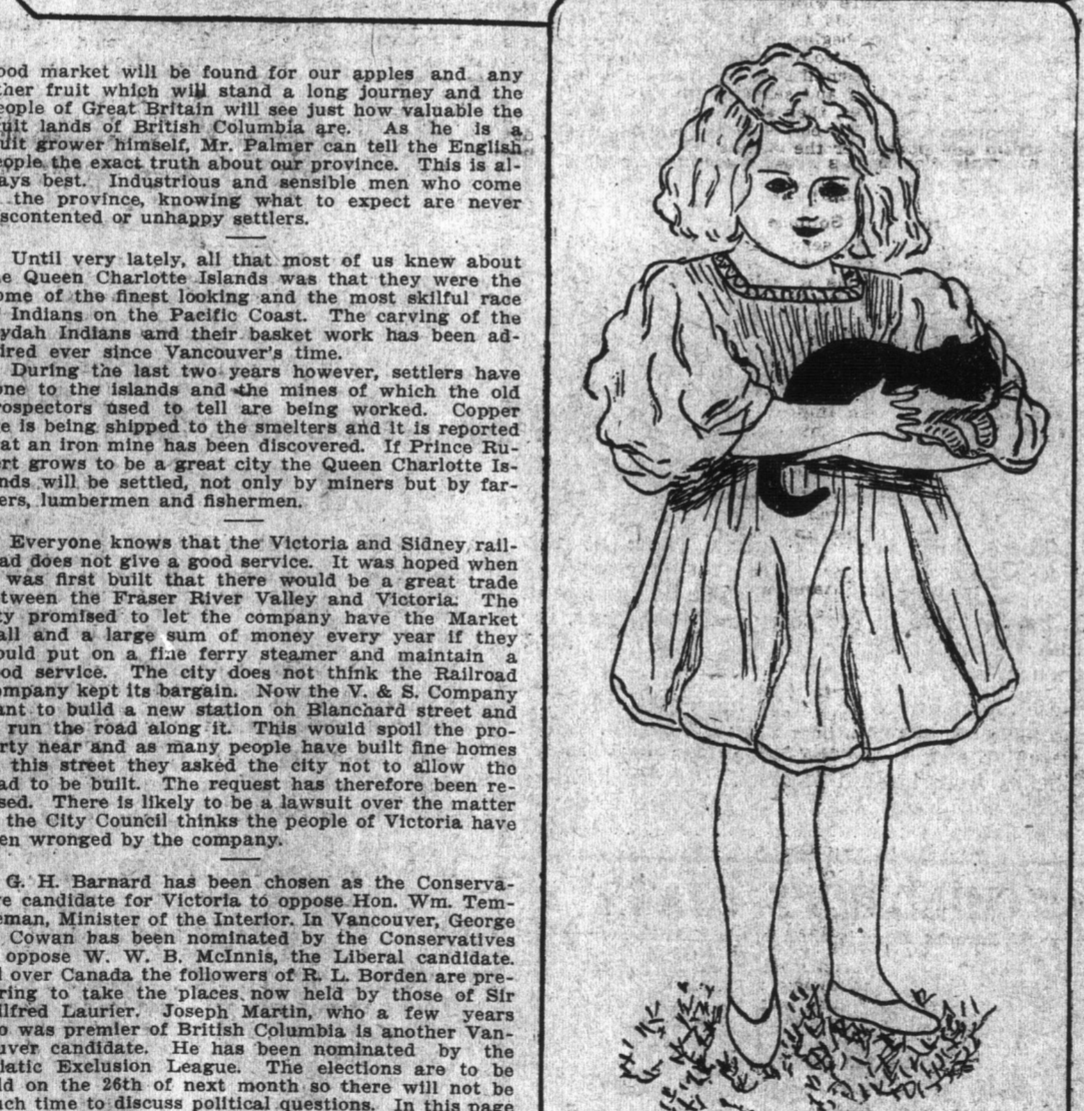 ood market will be found for our apples and any
ther fruit which will stand a long journey and the
eople of Great Britain will see just how valuable the
uit lands of British Columbia are. As he is a
uit grower himself, Mr. Palmer can tell the English
eople the exact truth about our province. This is al-
ays best. Industrious and sensible men who come
the province, knowing what to expect are never
scontented or unhappy settlers.
Until very lately, all that most of us knew about
e Queen Charlotte Islands was that they were the
ome of the finest looking and the most skilful race
Indians on the Pacific Coast. The carving of the
ydah Indians and their basket work has been ad-
ired ever since Vancouver's time.
During the last two years however, settlers have
one to the islands and the mines of which the old
rospectors used to tell are being worked. Copper
e is being shipped to the smelters and it is reported
at an iron mine has been discovered. If Prince Ru-
ert grows to be a great city the Queen Charlotte Is-
nds will be settled, not only by miners but by far-
ers, lumbermen and fishermen.
Everyone knows that the Victoria and Sidney rail-
ad does not give a good service. It was hoped when
was first built that there would be a great trade
tween the Fraser River Valley and Victoria. The
ty promised to let the company have the Market
all and a large sum of money every year if they
ould put on a fine ferry steamer and maintain a
ood service. The city does not think the Railroad
ompany kept its bargain. Now the V. & S. Company
ant to build a new station on Blanchard street and
run the road along it. This would spoil the pro-
erty near and as many people have built fine homes
this street they asked the city not to allow the
ad to be built. The request has therefore been re-
sed. There is likely to be a lawsuit over the matter
the City Council thinks the people of Victoria have
en wronged by the company.
G. H. Barnard has been chosen as the Conserva-
ve candidate for Victoria to oppose Hon. Wm. Tem-
eman, Minister of the Interior. In Vancouver, George
Cowan has been nominated by the Conservatives
oppose W. W. B. McInnis, the Liberal candidate.
l over Canada the followers of R. L. Borden are pre-
ring to take the places now held by those of Sir
ilfred Laurier. Joseph Martin, who a few years
o was premier of British Columbia is another Van-
uver candidate. He has been nominated by the
iatic Exclusion League. The elections are to be
ld on the 26th of next month so there will not be
uch time to discuss political questions. In this page